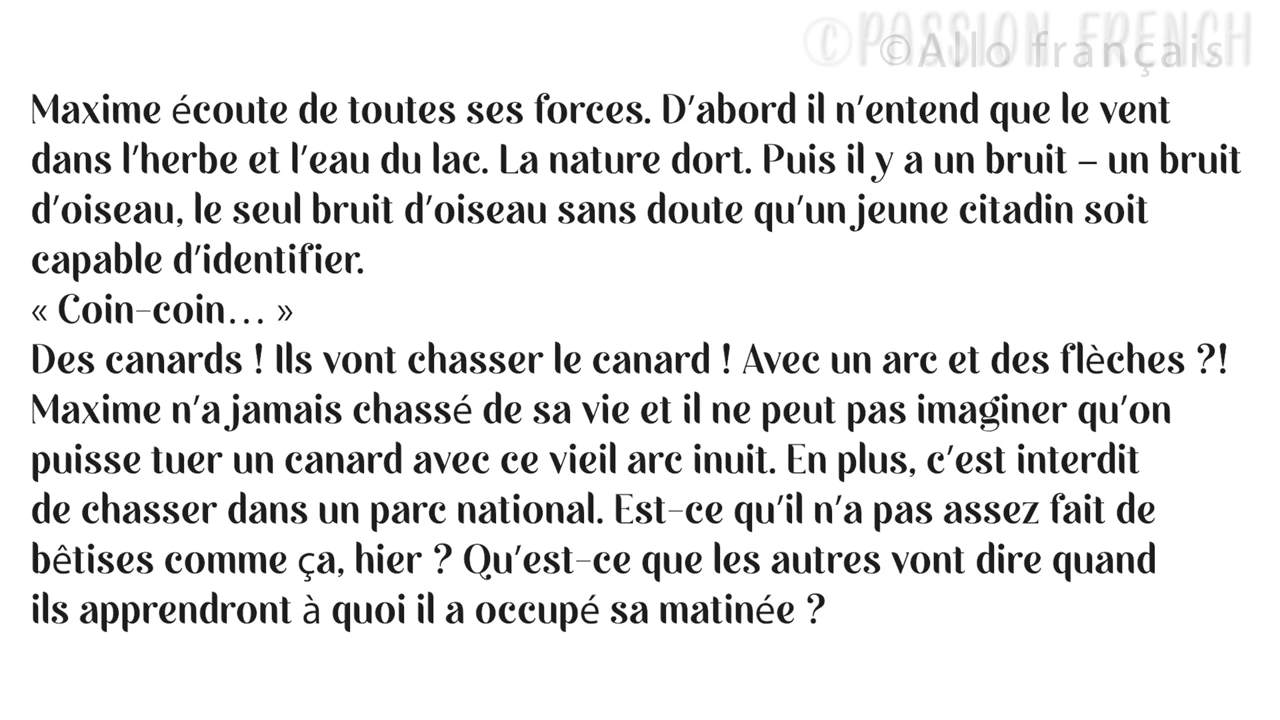 ©PASSION FRENCH
©Allo français
Maxime écoute de toutes ses forces. D'abord il n'entend que le vent
dans l'herbe et l'eau du lac. La nature dort. Puis il y a un bruit – un bruit
d'oiseau, le seul bruit d'oiseau sans doute qu'un jeune citadin soit
capable d'identifier.
« Coin-coin… »
Des canards ! Ils vont chasser le canard ! Avec un arc et des flèches ?!
Maxime n'a jamais chassé de sa vie et il ne peut pas imaginer qu'on
puisse tuer un canard avec ce vieil arc inuit. En plus, c'est interdit
de chasser dans un parc national. Est-ce qu'il n'a pas assez fait de
bêtises comme ça, hier ? Qu'est-ce que les autres vont dire quand
ils apprendront à quoi il a occupé sa matinée ?